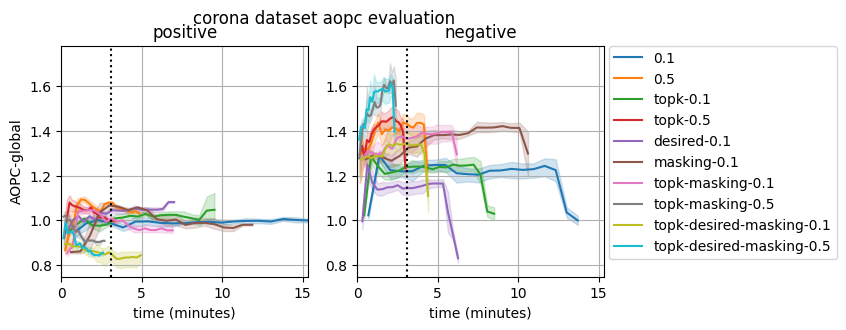 corona dataset aopc evaluation
positive
negative
AOPC-global
1.6
1.4
1.2
1.0
0.8
0
5
10
15
time (minutes)
1.6
1.4
1.2
1.0
0.8
0
5
10
15
time (minutes)
0.1
0.5
topk-0.1
topk-0.5
desired-0.1
masking-0.1
topk-masking-0.1
topk-masking-0.5
topk-desired-masking-0.1
topk-desired-masking-0.5